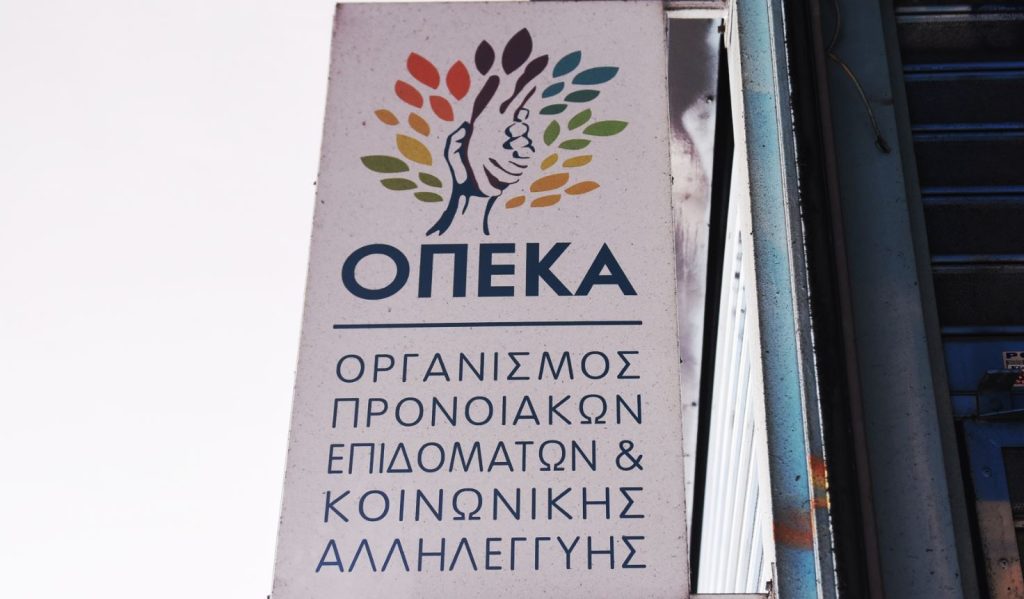 ΟΠΕΚΑ
ΟΡΓΑΝΙΣΜΟΣ
ΠΡΟΝΟΙΑΚΩΝ
ΕΠΙΔΟΜΑΤΩΝ &
ΚΟΙΝΩΝΙΚΗΣ
ΑΛΛΗΛΕΓΓΥΗΣ